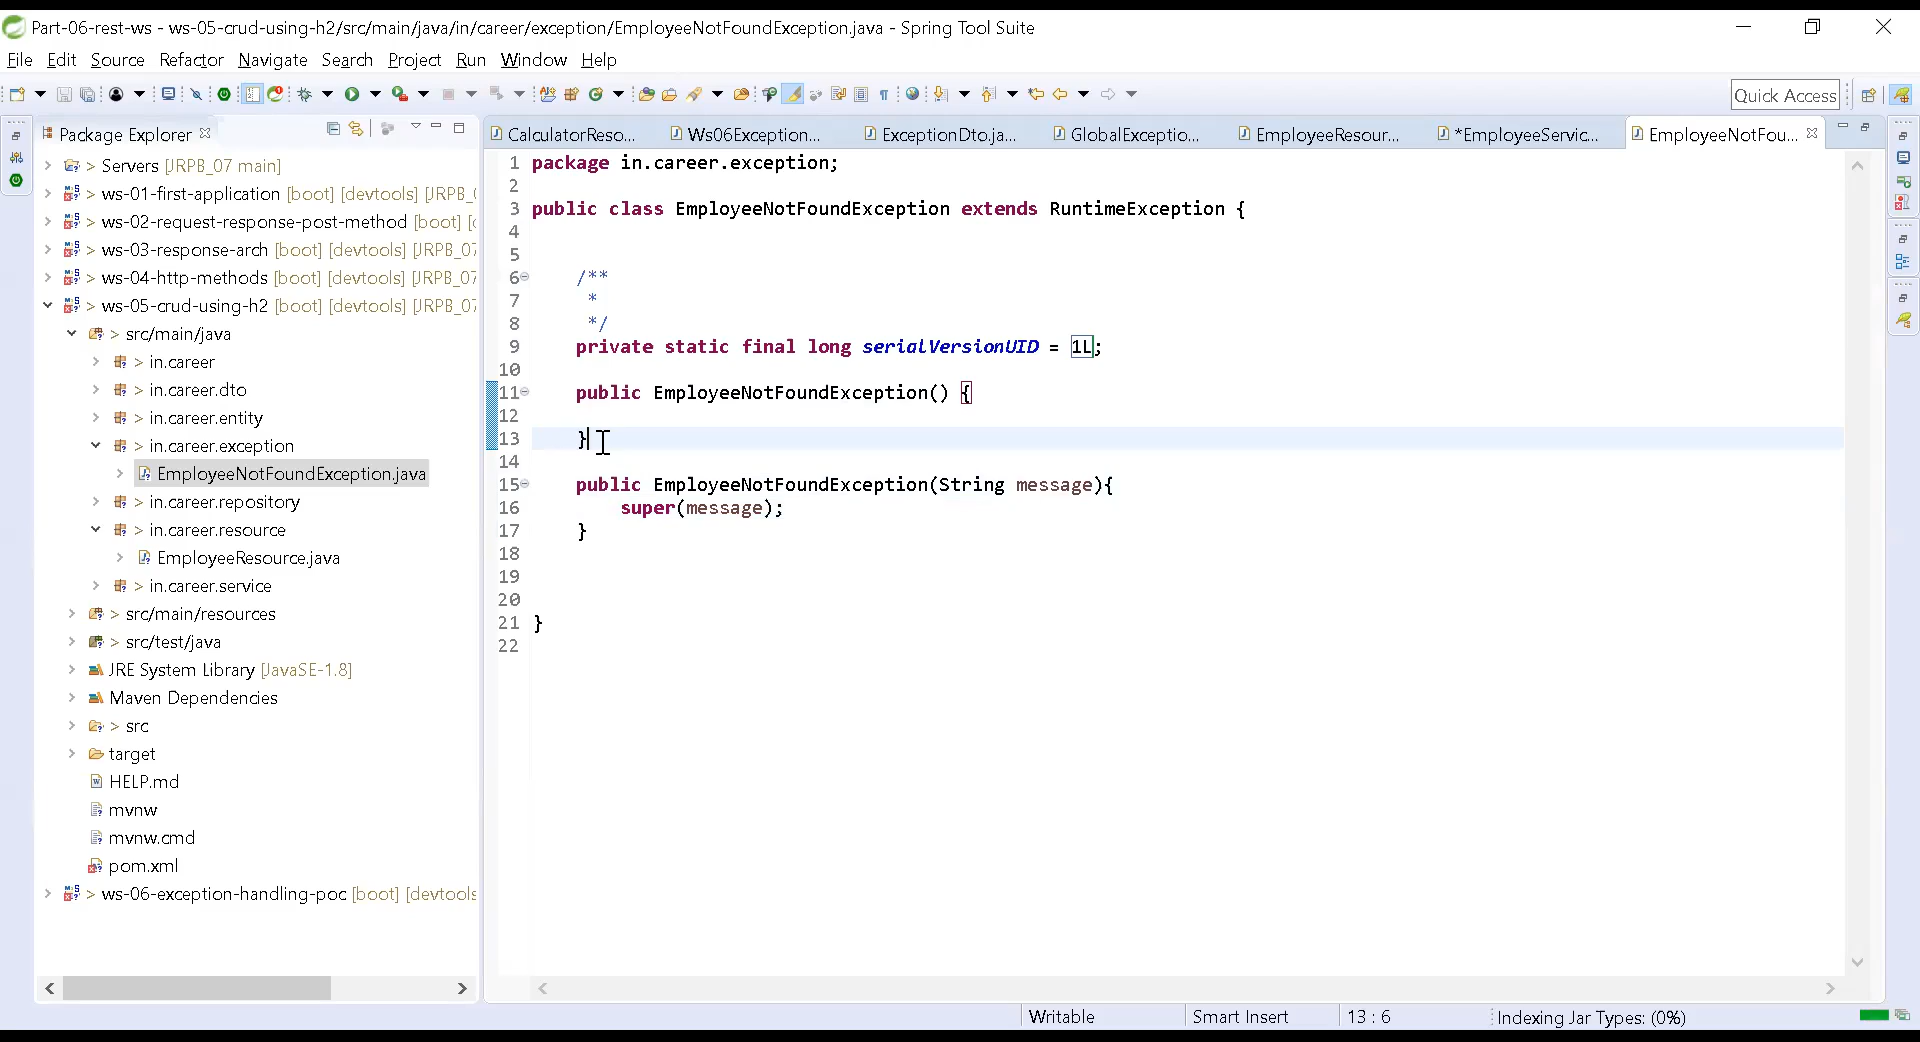 Part-06-rest-ws - ws-05-crud-using-h2/src/main/java/in/career/exception/EmployeeNotFoundException.java - Spring Tool Suite
File Edit Source Refactor Navigate Search Project Run Window Help
Quick Access
Package Explorer
CalculatorReso... Ws06Exception... ExceptionDto.ja... GlobalExceptio... EmployeeResour... *EmployeeServic... EmployeeNotFou...
> Servers [JRPB_07 main]
> ws-01-first-application [boot] [devtools] [JRPB_0
> ws-02-request-response-post-method [boot] [
> ws-03-response-arch [boot] [devtools] [JRPB_07
> ws-04-http-methods [boot] [devtools] [JRPB_07
> ws-05-crud-using-h2 [boot] [devtools] [JRPB_07
> src/main/java
> in.career
> in.career.dto
> in.career.entity
> in.career.exception
EmployeeNotFoundException.java
> in.career.repository
> in.career.resource
EmployeeResource.java
> in.career.service
> src/main/resources
> src/test/java
JRE System Library [JavaSE-1.8]
Maven Dependencies
> src
target
HELP.md
mvnw
mvnw.cmd
pom.xml
> ws-06-exception-handling-poc [boot] [devtools
1 package in.career.exception;
2
3 public class EmployeeNotFoundException extends RuntimeException {
4
5
6 /**
7 *
8 */
9 private static final long serialVersionUID = 1L;
10
11 public EmployeeNotFoundException() {
12
13 }
14
15 public EmployeeNotFoundException(String message){
16 super(message);
17 }
18
19
20
21 }
22
Writable Smart Insert 13 : 6 Indexing Jar Types: (0%)